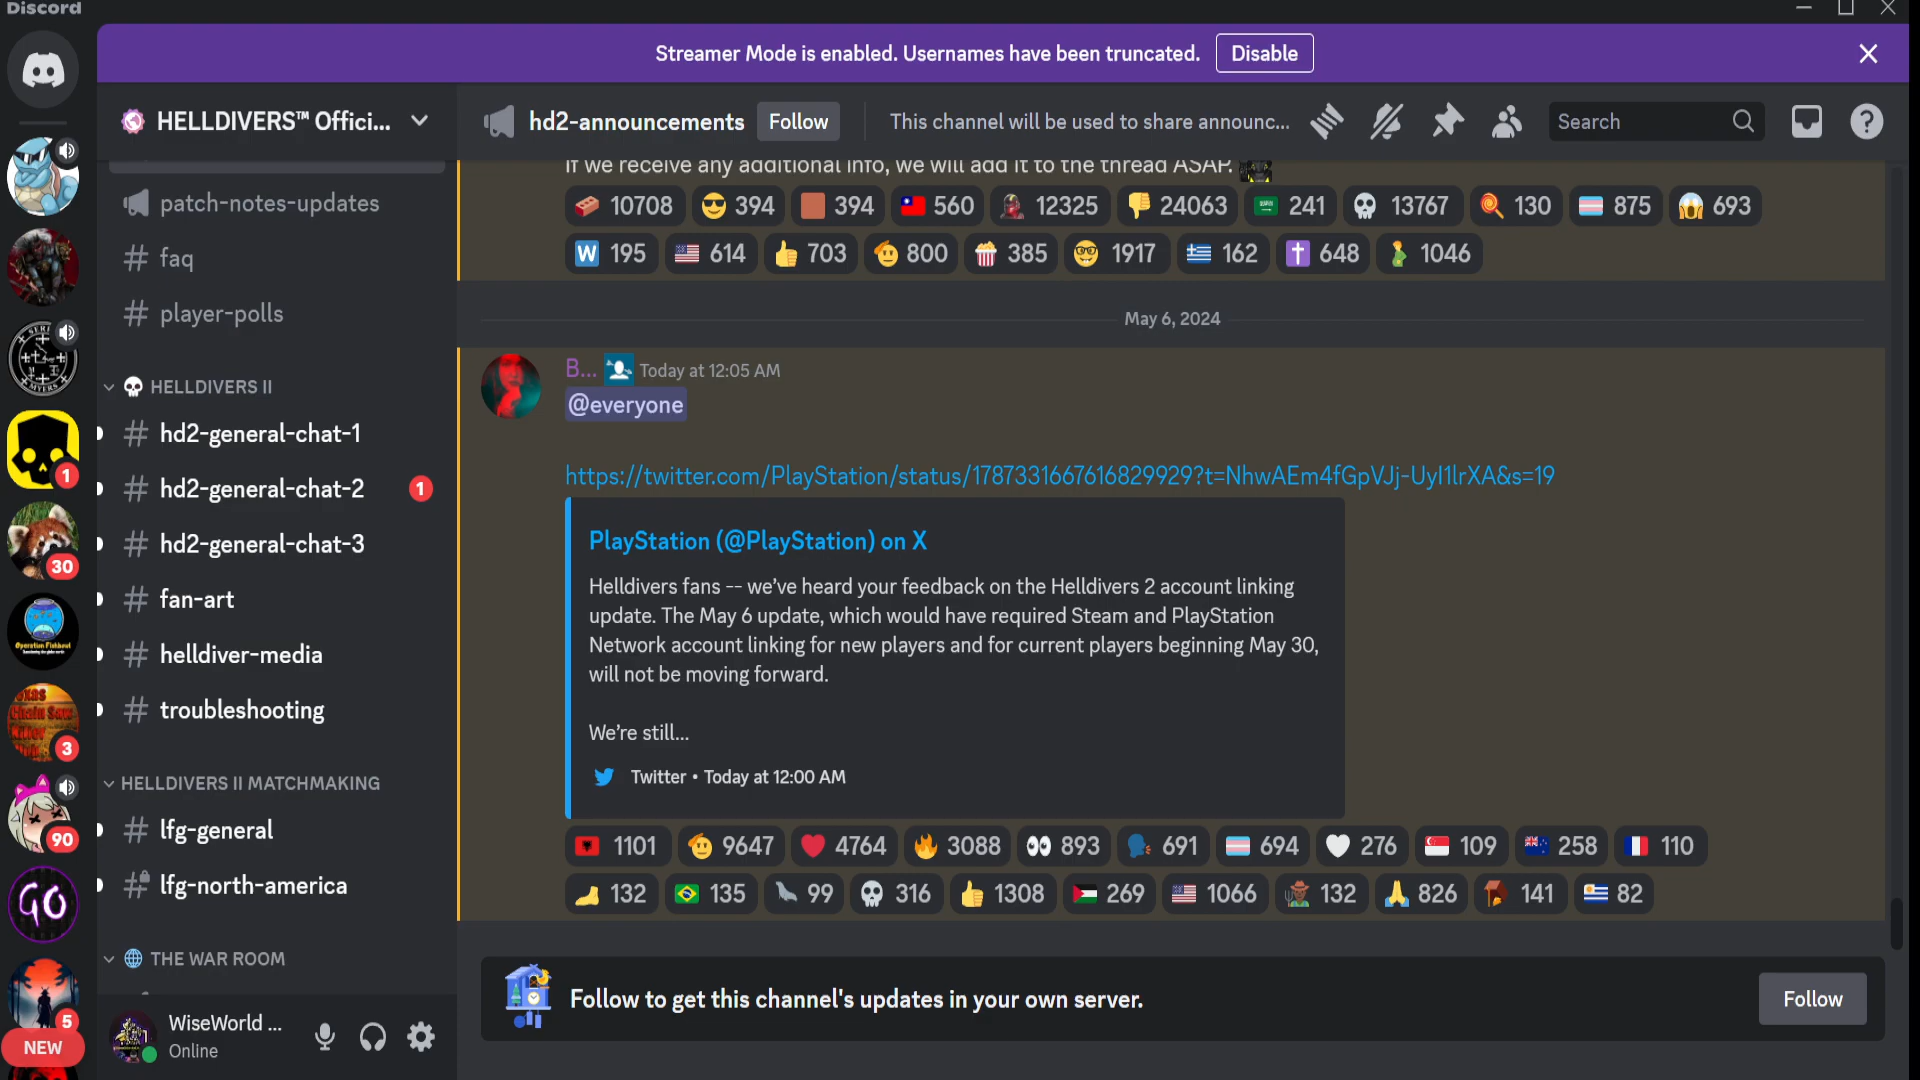 Discord
Streamer Mode is enabled. Usernames have been truncated. Disable
HELLDIVERS™ Offici...
hd2-announcements Follow This channel will be used to share announc... Search
patch-notes-updates
faq
player-polls
HELLDIVERS II
hd2-general-chat-1
hd2-general-chat-2 1
hd2-general-chat-3
fan-art
helldiver-media
troubleshooting
HELLDIVERS II MATCHMAKING
lfg-general
lfg-north-america
THE WAR ROOM
WiseWorld ...
Online
1
30
3
90
GO
5
NEW
If we receive any additional info, we will add it to the thread ASAP.
10708 394 394 560 12325 24063 241 13767 130 875 693
W 195 614 703 800 385 1917 162 648 1046
May 6, 2024
B... Today at 12:05 AM
@everyone
https://twitter.com/PlayStation/status/1787331667616829929?t=NhwAEm4fGpVJj-UyI1lrXA&s=19
PlayStation (@PlayStation) on X
Helldivers fans -- we've heard your feedback on the Helldivers 2 account linking
update. The May 6 update, which would have required Steam and PlayStation
Network account linking for new players and for current players beginning May 30,
will not be moving forward.
We're still...
Twitter • Today at 12:00 AM
1101 9647 4764 3088 893 691 694 276 109 258 110
132 135 99 316 1308 269 1066 132 826 141 82
Follow to get this channel's updates in your own server. Follow